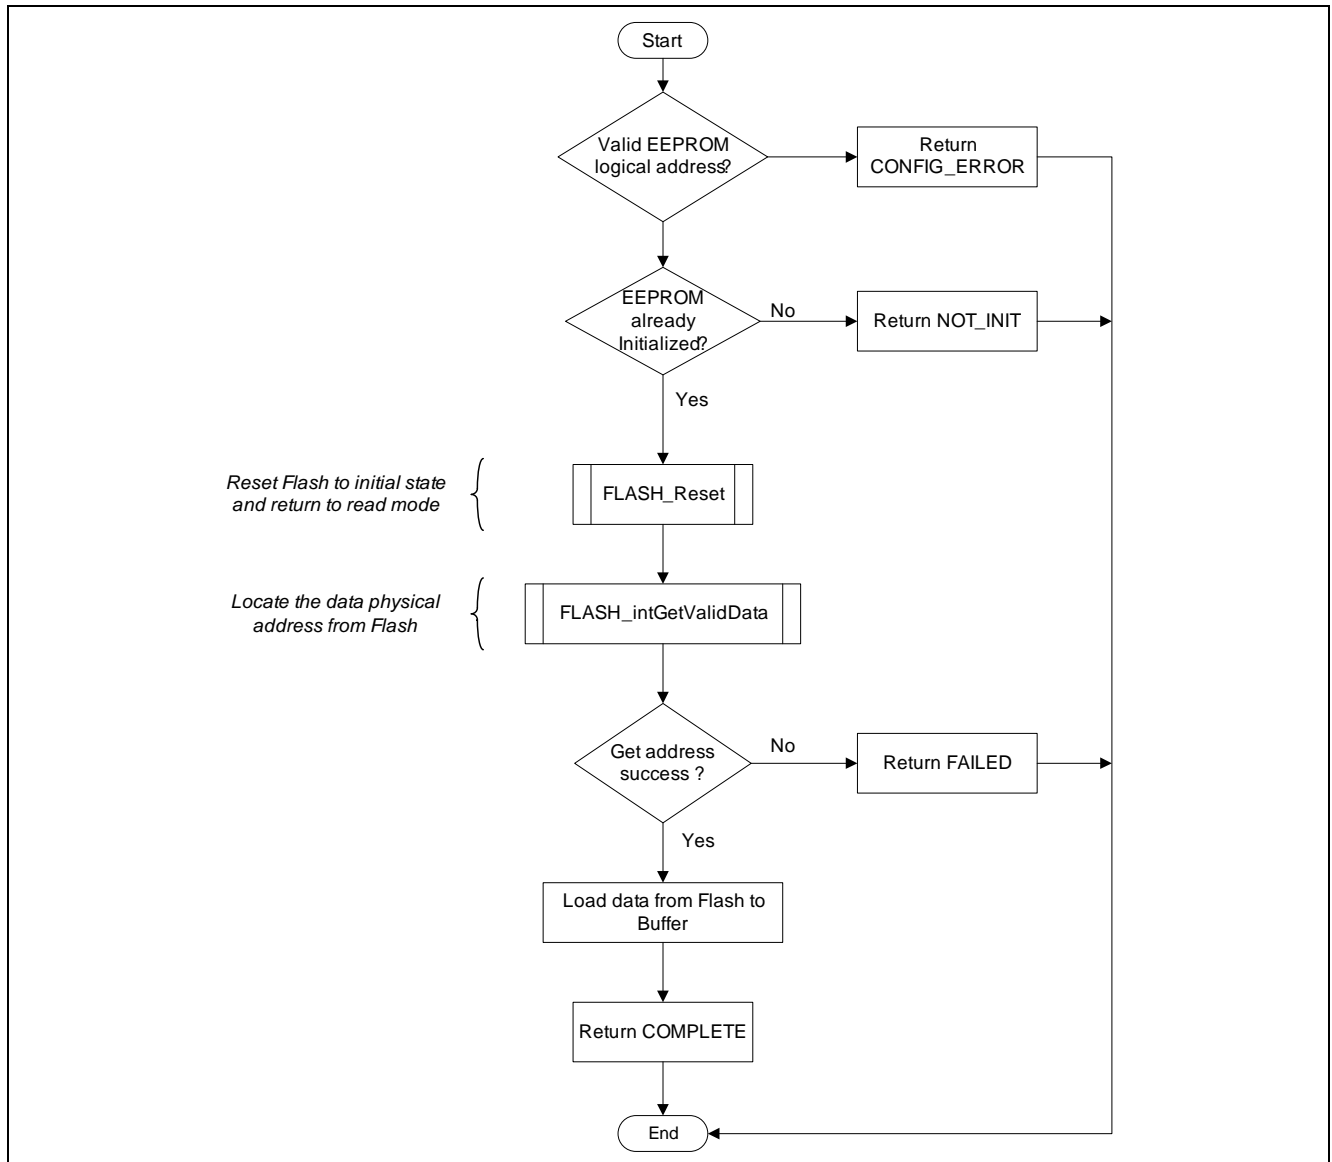 Start
Valid EEPROM
logical address?
Return
CONFIG_ERROR
EEPROM
already
Initialized?
No
Return NOT_INIT
Yes
Reset Flash to initial state
and return to read mode
FLASH_Reset
Locate the data physical
address from Flash
FLASH_intGetValidData
Get address
success ?
No
Return FAILED
Yes
Load data from Flash to
Buffer
Return COMPLETE
End